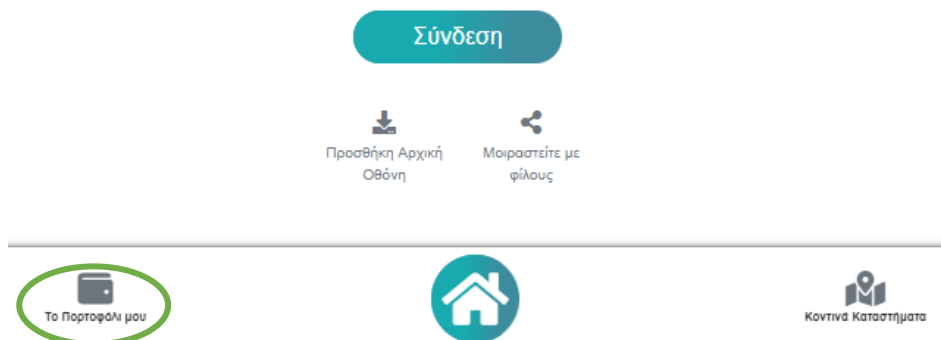 Σύνδεση
Προσθήκη Αρχική
Οθόνη
Μοιραστείτε με
φίλους
Το Πορτοφόλι μου
Κοντινά Καταστήματα